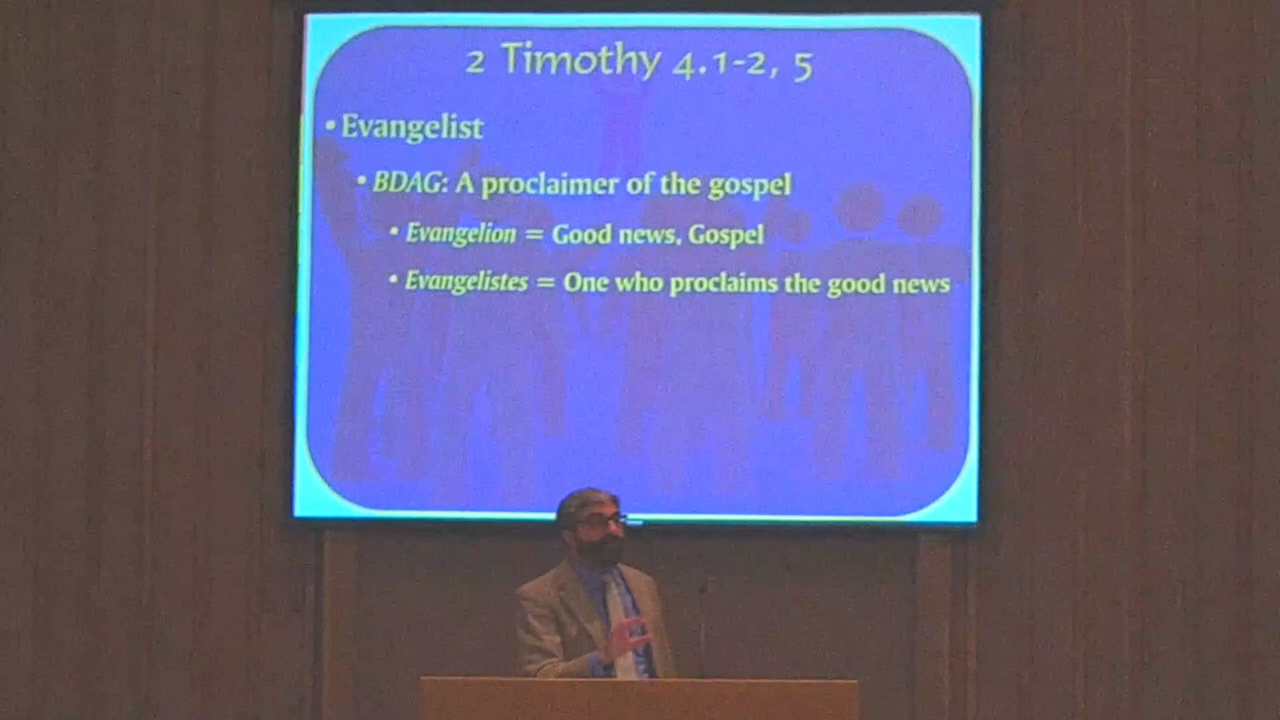 2 Timothy 4.1-2, 5
• Evangelist
• BDAG: A proclaimer of the gospel
• Evangelion = Good news, Gospel
• Evangelistes = One who proclaims the good news